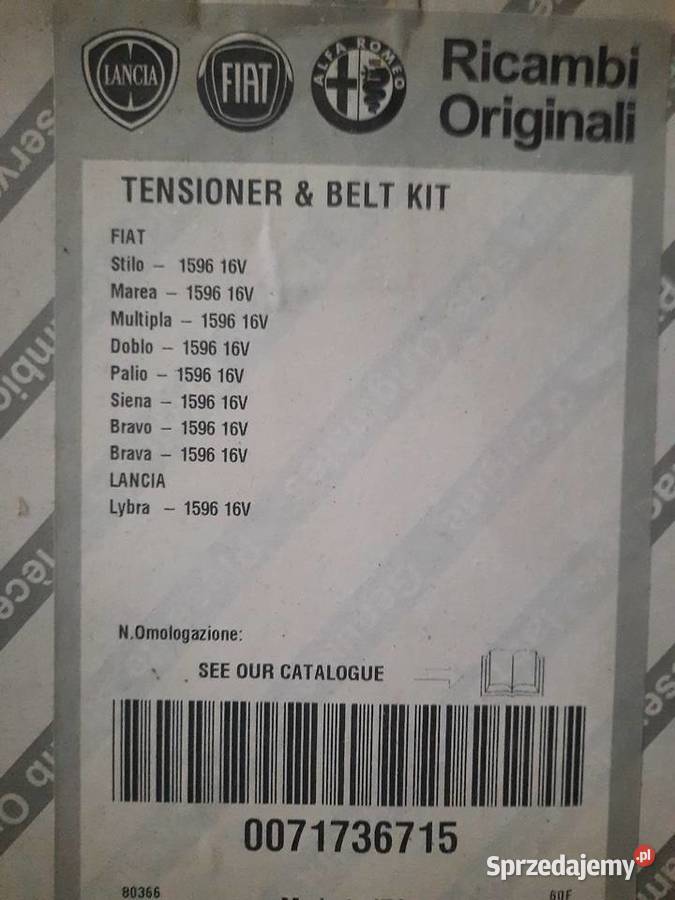 LANCIA
FIAT
ALFA ROMEO
Ricambi
Originali
TENSIONER & BELT KIT
FIAT
Stilo – 1596 16V
Marea – 1596 16V
Multipla – 1596 16V
Doblo – 1596 16V
Palio – 1596 16V
Siena – 1596 16V
Bravo – 1596 16V
Brava – 1596 16V
LANCIA
Lybra – 1596 16V
N.Omologazione:
SEE OUR CATALOGUE
0071736715
80366
Sprzedajemy.pl